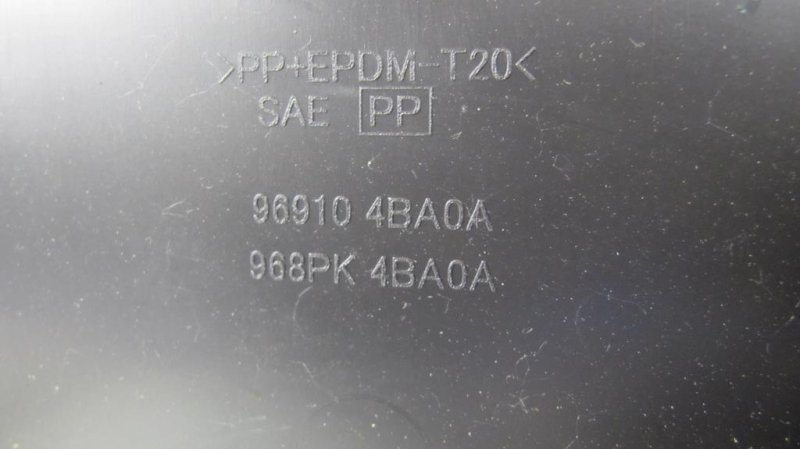 >PP+EPDM-T20<
SAE PP
96910 4BA0A
968PK 4BA0A